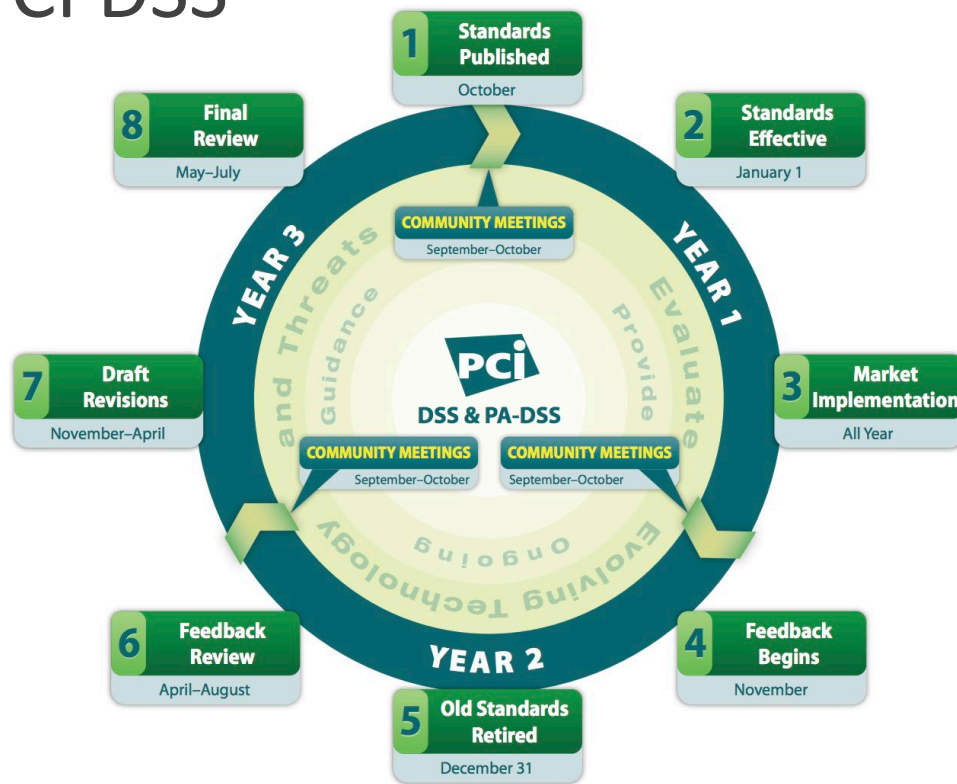 CI DSS
1
Standards
Published
October
2
Standards
Effective
January 1
3
Market
Implementation
All Year
4
Feedback
Begins
November
5
Old Standards
Retired
December 31
6
Feedback
Review
April–August
7
Draft
Revisions
November–April
8
Final
Review
May–July
YEAR 1
YEAR 2
YEAR 3
COMMUNITY MEETINGS
September–October
COMMUNITY MEETINGS
September–October
COMMUNITY MEETINGS
September–October
Evaluate
Evolving Technology
and Threats
Provide
Ongoing
Guidance
PCi
DSS & PA-DSS